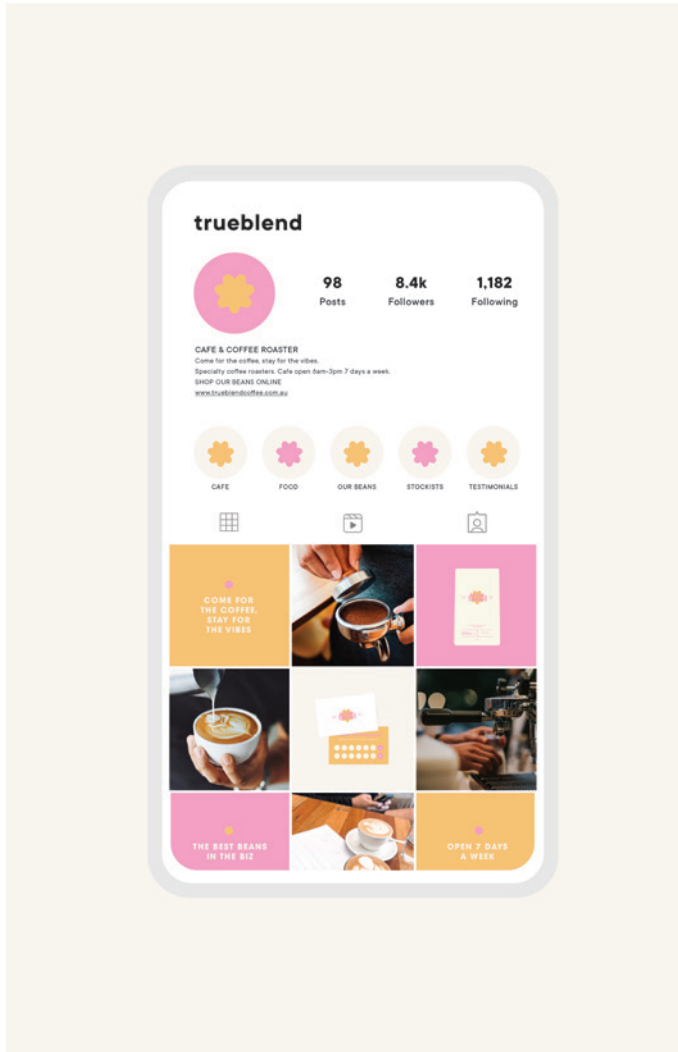 trueblend
98
8.4k
1,182
Posts
Followers
Following
CAFE & COFFEE ROASTER
Come for the coffee, stay for the vibes.
Specialty coffee roasters. Cafe open 6am-3pm 7 days a week.
SHOP OUR BEANS ONLINE
www.trueblendcoffee.com.au
CAFE
FOOD
OUR BEANS
STOCKISTS
TESTIMONIALS
COME FOR
THE COFFEE,
STAY FOR
THE VIBES
THE BEST BEANS
IN THE BIZ
OPEN 7 DAYS
A WEEK